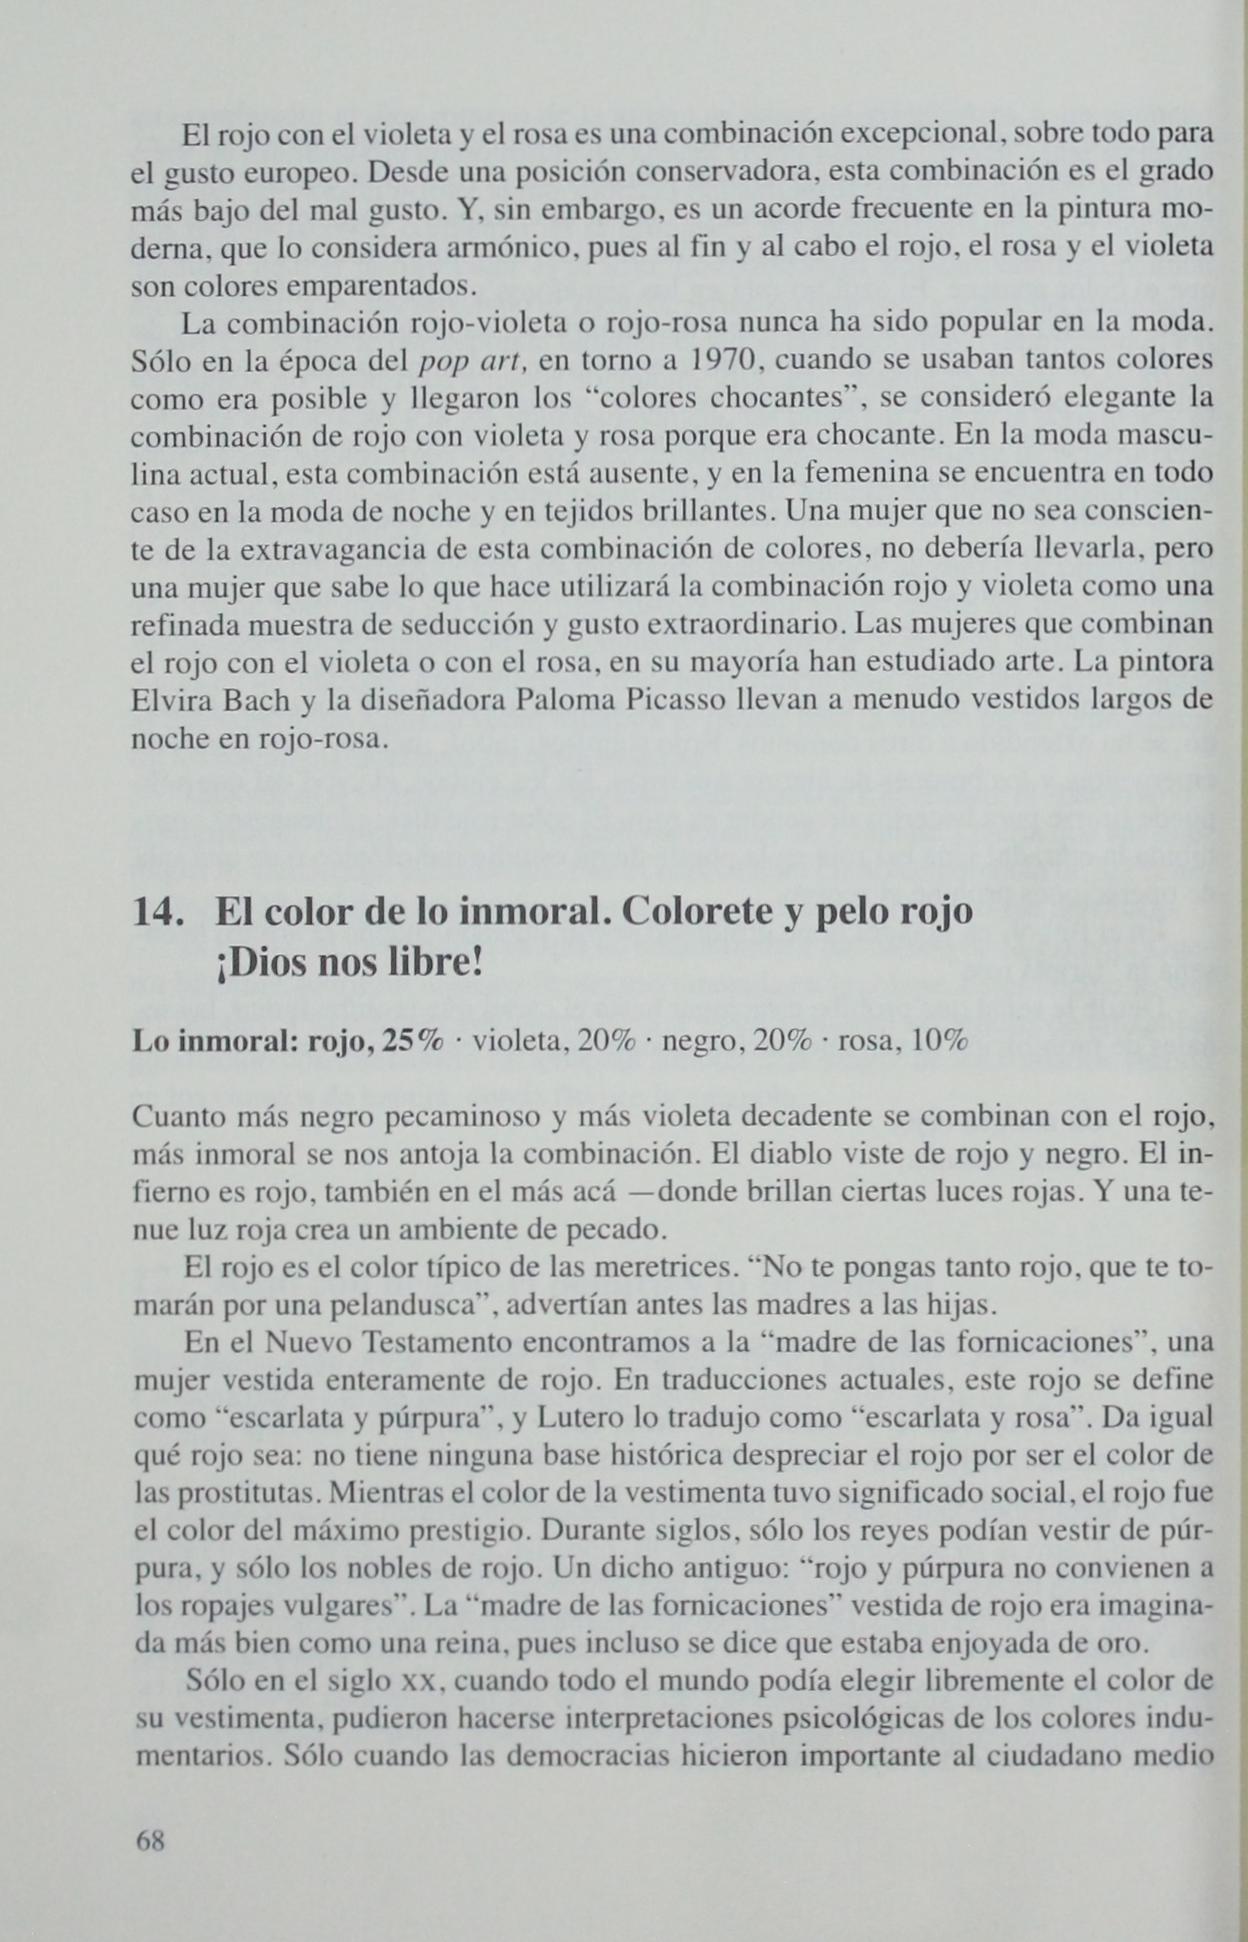 El rojo con el violeta y el rosa es una combinación excepcional, sobre todo para
el gusto europeo. Desde una posición conservadora, esta combinación es el grado
más bajo del mal gusto. Y, sin embargo, es un acorde frecuente en la pintura mo-
derna, que lo considera armónico, pues al fin y al cabo el rojo, el rosa y el violeta
son colores emparentados.
La combinación rojo-violeta o rojo-rosa nunca ha sido popular en la moda.
Sólo en la época del pop art, en torno a 1970, cuando se usaban tantos colores
como era posible y llegaron los “colores chocantes”, se consideró elegante la
combinación de rojo con violeta y rosa porque era chocante. En la moda mascu-
lina actual, esta combinación está ausente, y en la femenina se encuentra en todo
caso en la moda de noche y en tejidos brillantes. Una mujer que no sea conscien-
te de la extravagancia de esta combinación de colores, no debería llevarla, pero
una mujer que sabe lo que hace utilizará la combinación rojo y violeta como una
refinada muestra de seducción y gusto extraordinario. Las mujeres que combinan
el rojo con el violeta o con el rosa, en su mayoría han estudiado arte. La pintora
Elvira Bach y la diseñadora Paloma Picasso llevan a menudo vestidos largos de
noche en rojo-rosa.
14. El color de lo inmoral. Colorete y pelo rojo
¡Dios nos libre!
Lo inmoral: rojo, 25% · violeta, 20% · negro, 20% · rosa, 10%
Cuanto más negro pecaminoso y más violeta decadente se combinan con el rojo,
más inmoral se nos antoja la combinación. El diablo viste de rojo y negro. El in-
fierno es rojo, también en el más acá —donde brillan ciertas luces rojas. Y una te-
nue luz roja crea un ambiente de pecado.
El rojo es el color típico de las meretrices. “No te pongas tanto rojo, que te to-
marán por una pelandusca”, advertían antes las madres a las hijas.
En el Nuevo Testamento encontramos a la “madre de las fornicaciones”, una
mujer vestida enteramente de rojo. En traducciones actuales, este rojo se define
como “escarlata y púrpura”, y Lutero lo tradujo como “escarlata y rosa”. Da igual
qué rojo sea: no tiene ninguna base histórica despreciar el rojo por ser el color de
las prostitutas. Mientras el color de la vestimenta tuvo significado social, el rojo fue
el color del máximo prestigio. Durante siglos, sólo los reyes podían vestir de púr-
pura, y sólo los nobles de rojo. Un dicho antiguo: “rojo y púrpura no convienen a
los ropajes vulgares”. La “madre de las fornicaciones” vestida de rojo era imagina-
da más bien como una reina, pues incluso se dice que estaba enjoyada de oro.
Sólo en el siglo XX, cuando todo el mundo podía elegir libremente el color de
su vestimenta, pudieron hacerse interpretaciones psicológicas de los colores indu-
mentarios. Sólo cuando las democracias hicieron importante al ciudadano medio
68